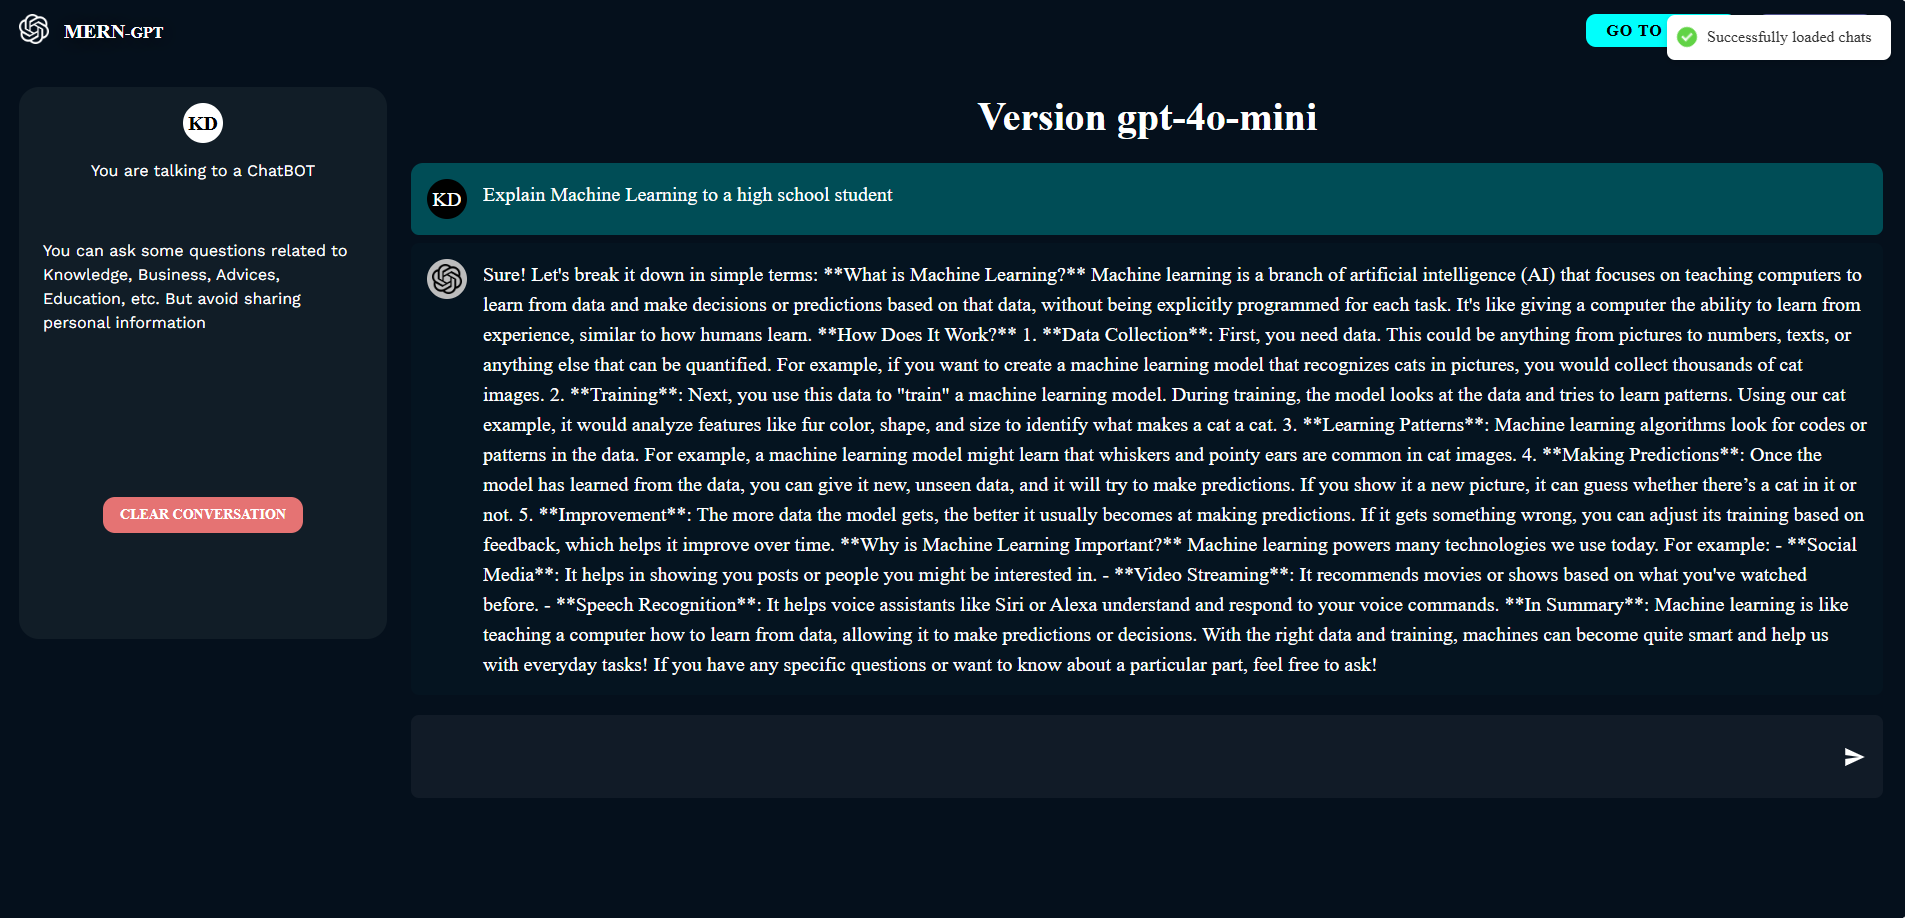 MERN-GPT
GO TO
Successfully loaded chats
KD
You are talking to a ChatBOT
You can ask some questions related to
Knowledge, Business, Advices,
Education, etc. But avoid sharing
personal information
CLEAR CONVERSATION
Version gpt-4o-mini
KD
Explain Machine Learning to a high school student
Sure! Let's break it down in simple terms: **What is Machine Learning?** Machine learning is a branch of artificial intelligence (AI) that focuses on teaching computers to
learn from data and make decisions or predictions based on that data, without being explicitly programmed for each task. It's like giving a computer the ability to learn from
experience, similar to how humans learn. **How Does It Work?** 1. **Data Collection**: First, you need data. This could be anything from pictures to numbers, texts, or
anything else that can be quantified. For example, if you want to create a machine learning model that recognizes cats in pictures, you would collect thousands of cat
images. 2. **Training**: Next, you use this data to "train" a machine learning model. During training, the model looks at the data and tries to learn patterns. Using our cat
example, it would analyze features like fur color, shape, and size to identify what makes a cat a cat. 3. **Learning Patterns**: Machine learning algorithms look for codes or
patterns in the data. For example, a machine learning model might learn that whiskers and pointy ears are common in cat images. 4. **Making Predictions**: Once the
model has learned from the data, you can give it new, unseen data, and it will try to make predictions. If you show it a new picture, it can guess whether there’s a cat in it or
not. 5. **Improvement**: The more data the model gets, the better it usually becomes at making predictions. If it gets something wrong, you can adjust its training based on
feedback, which helps it improve over time. **Why is Machine Learning Important?** Machine learning powers many technologies we use today. For example: - **Social
Media**: It helps in showing you posts or people you might be interested in. - **Video Streaming**: It recommends movies or shows based on what you've watched
before. - **Speech Recognition**: It helps voice assistants like Siri or Alexa understand and respond to your voice commands. **In Summary**: Machine learning is like
teaching a computer how to learn from data, allowing it to make predictions or decisions. With the right data and training, machines can become quite smart and help us
with everyday tasks! If you have any specific questions or want to know about a particular part, feel free to ask!